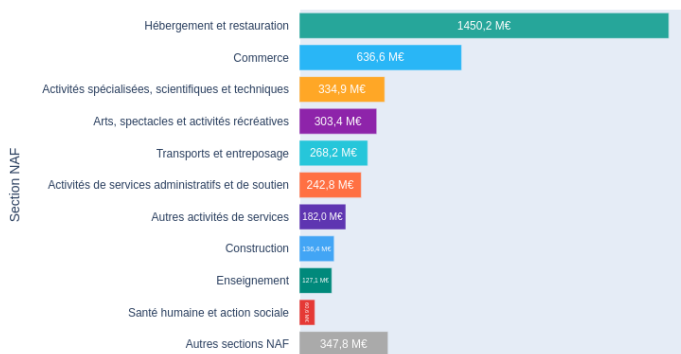 Section NAF
Hébergement et restauration 1450,2 M€
Commerce 636,6 M€
Activités spécialisées, scientifiques et techniques 334,9 M€
Arts, spectacles et activités récréatives 303,4 M€
Transports et entreposage 268,2 M€
Activités de services administratifs et de soutien 242,8 M€
Autres activités de services 182,0 M€
Construction 136,4 M€
Enseignement 127,1 M€
Santé humaine et action sociale
Autres sections NAF 347,8 M€